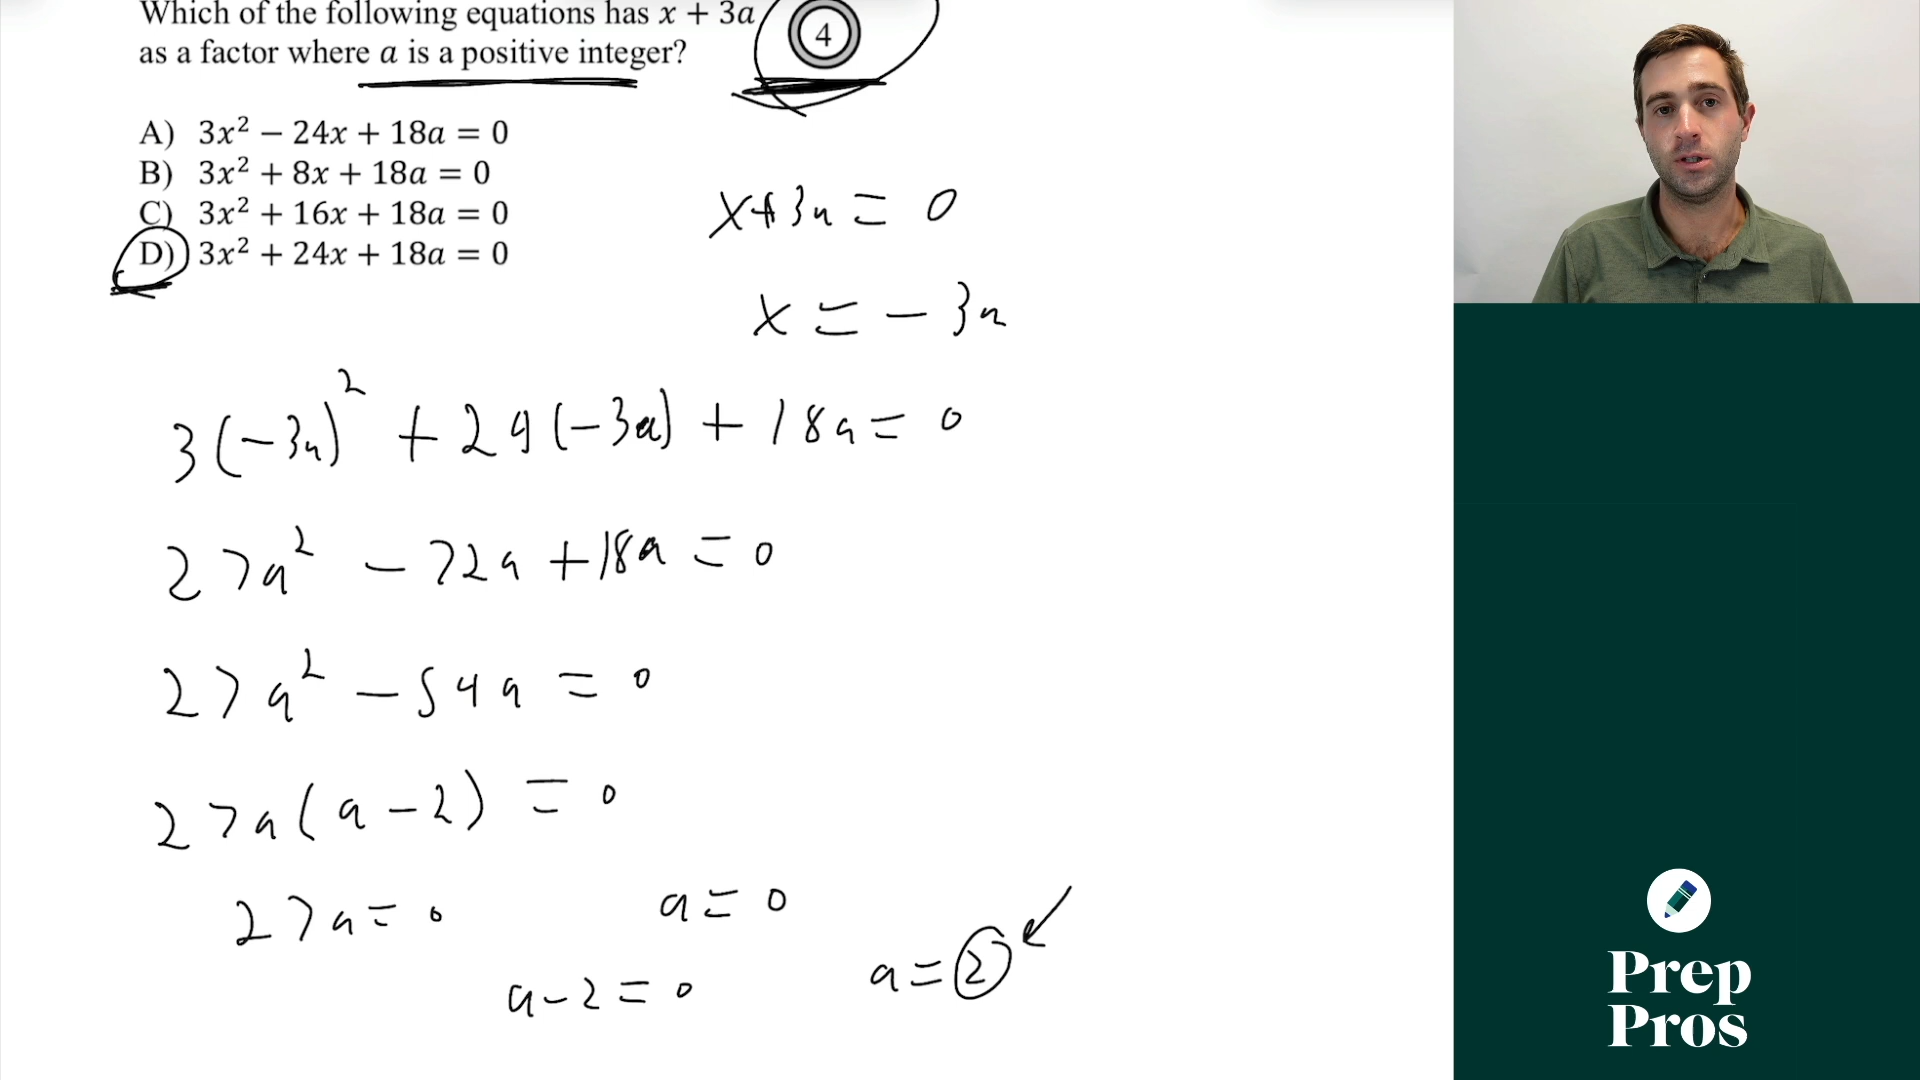 Which of the following equations has x + 3a
as a factor where a is a positive integer?
4
A) 3x² − 24x + 18a = 0
B) 3x² + 8x + 18a = 0
C) 3x² + 16x + 18a = 0
D) 3x² + 24x + 18a = 0
x+3a = 0
x = −3a
3(−3a)² + 24(−3a) + 18a = 0
27a² − 72a + 18a = 0
27a² − 54a = 0
27a(a−2) = 0
27a = 0 a = 0
a−2 = 0 a = 2
Prep
Pros